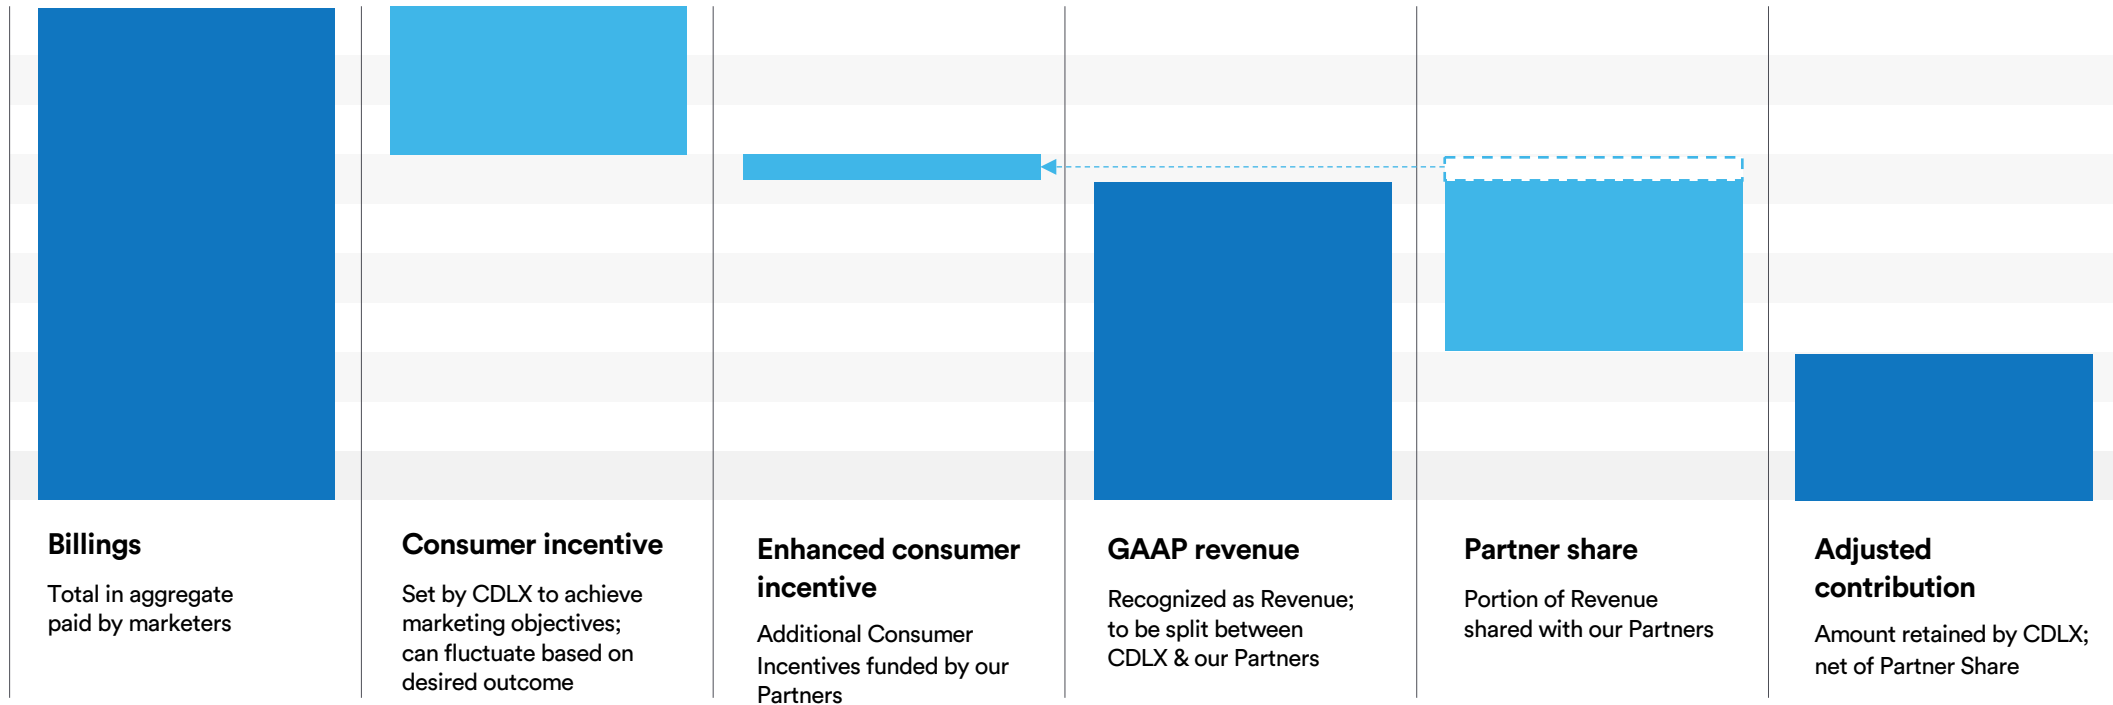 Billings
Total in aggregate
paid by marketers
Consumer incentive
Set by CDLX to achieve
marketing objectives;
can fluctuate based on
desired outcome
Enhanced consumer
incentive
Additional Consumer
Incentives funded by our
Partners
GAAP revenue
Recognized as Revenue;
to be split between
CDLX & our Partners
Partner share
Portion of Revenue
shared with our Partners
Adjusted
contribution
Amount retained by CDLX;
net of Partner Share